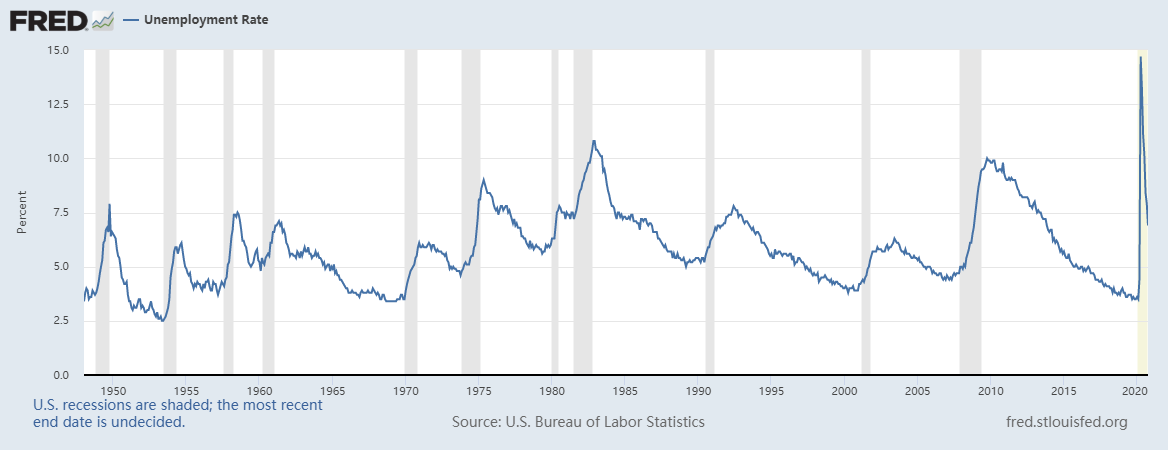 FRED
Unemployment Rate
15.0
12.5
10.0
7.5
5.0
2.5
0.0
Percent
1950 1955 1960 1965 1970 1975 1980 1985 1990 1995 2000 2005 2010 2015 2020
U.S. recessions are shaded; the most recent
end date is undecided.
Source: U.S. Bureau of Labor Statistics
fred.stlouisfed.org